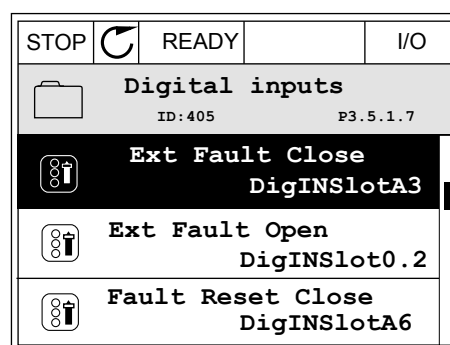 STOP READY I/O
Digital inputs
ID:405 P3.5.1.7
Ext Fault Close
DigINSlotA3
Ext Fault Open
DigINSlot0.2
Fault Reset Close
DigINSlotA6